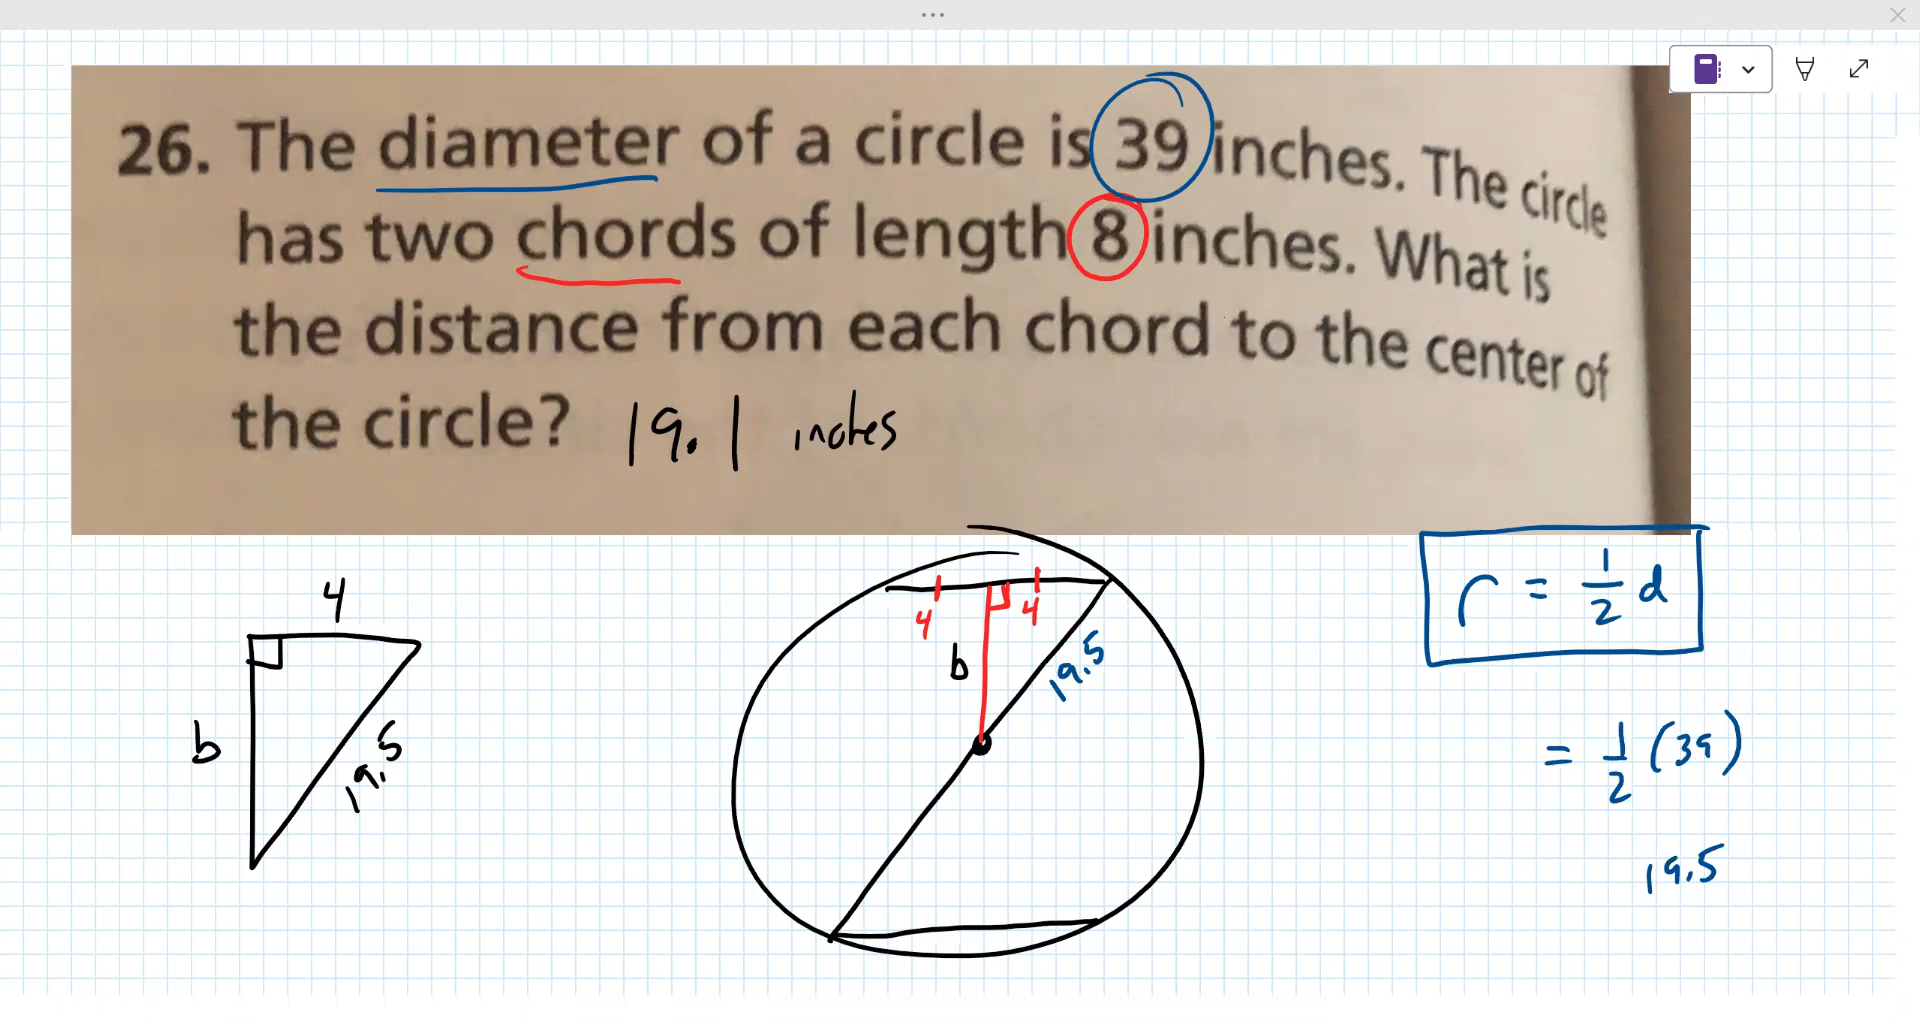 26. The diameter of a circle is 39 inches. The circle
has two chords of length 8 inches. What is
the distance from each chord to the center of
the circle? 19.1 inches
4
b
19.5
4
4
b
19.5
r = 1/2 d
= 1/2 (39)
19.5